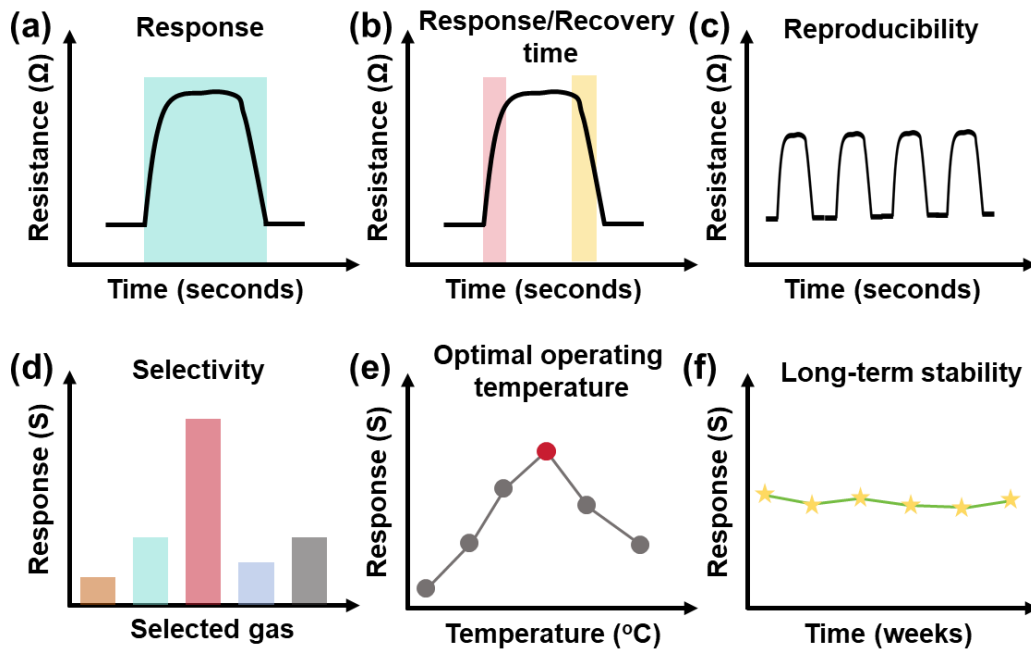 (a)
Response
Resistance (Ω)
Time (seconds)
(b)
Response/Recovery
time
Resistance (Ω)
Time (seconds)
(c)
Reproducibility
Resistance (Ω)
Time (seconds)
(d)
Selectivity
Response (S)
Selected gas
(e)
Optimal operating
temperature
Response (S)
Temperature (ºC)
(f)
Long-term stability
Response (S)
Time (weeks)